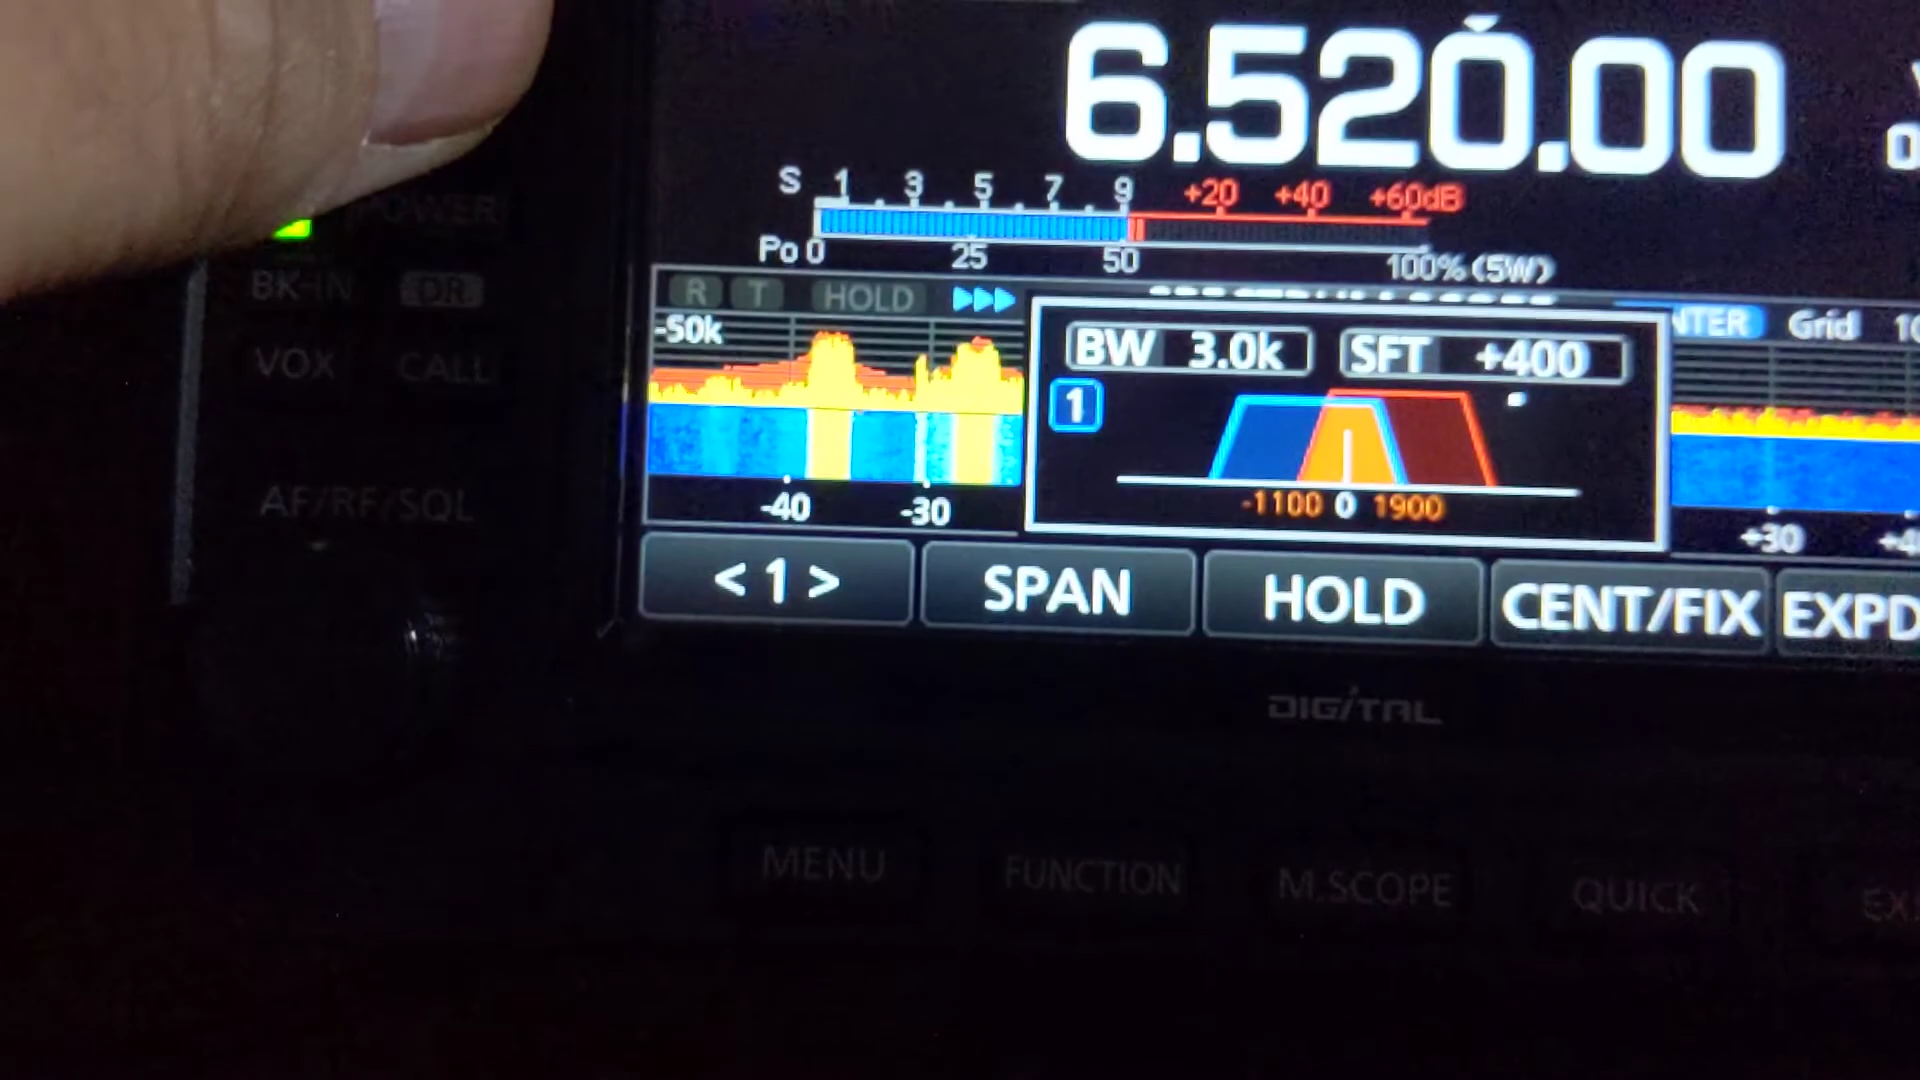 6.520.00
S 1 3 5 7 9 +20 +40 +60dB
Po 0 25 50 100% (5W)
POWER
BK-IN DR
VOX CALL
AF/RF/SQL
R T HOLD
-50k
-40 -30
BW 3.0k SFT +400
1
-1100 0 1900
Grid
+30
< 1 > SPAN HOLD CENT/FIX
DIGITAL
MENU FUNCTION M.SCOPE QUICK